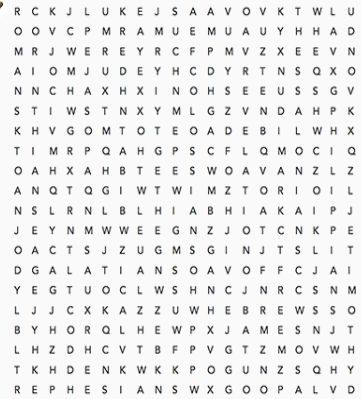 R C K J L U K E J S A A V O V K T W L U
O O V C P M R A M U E M U A U Y H H A D
M R J W E R E Y R C F P M V Z X E E V N
A I O M J U D E Y H C D Y R T N S Q X O
N N C H A X H X I N O H S E E U S S G V
S T I W S T N X Y M L G Z V N D A H P K
K H V G O M T O T E O A D E B I L W H X
T I M R P Q A H G P S C F L Q M O C I Q
O A H X A H B T E E S W O A V A N Z L Z
A N Q T Q G I W T W I M Z T O R I O I L
N S L R N L B L H I A B H I A K A I P J
J E Y N M W W E E G N Z J O T C N K P E
O A C T S J Z U G M S G I N J T S L I T
D G A L A T I A N S O A V O F F C J A I
Y E G T U O C L W S H N C J N R C S N M
L J J C X K A Z Z U W H E B R E W S S O
B Y H O R Q L H E W P X J A M E S N J T
L H Z D H C V T B F P V G T Z M O V W H
T K H D E N K W K K P O G U N Z S Q H Y
R E P H E S I A N S W X G O O P A L V D